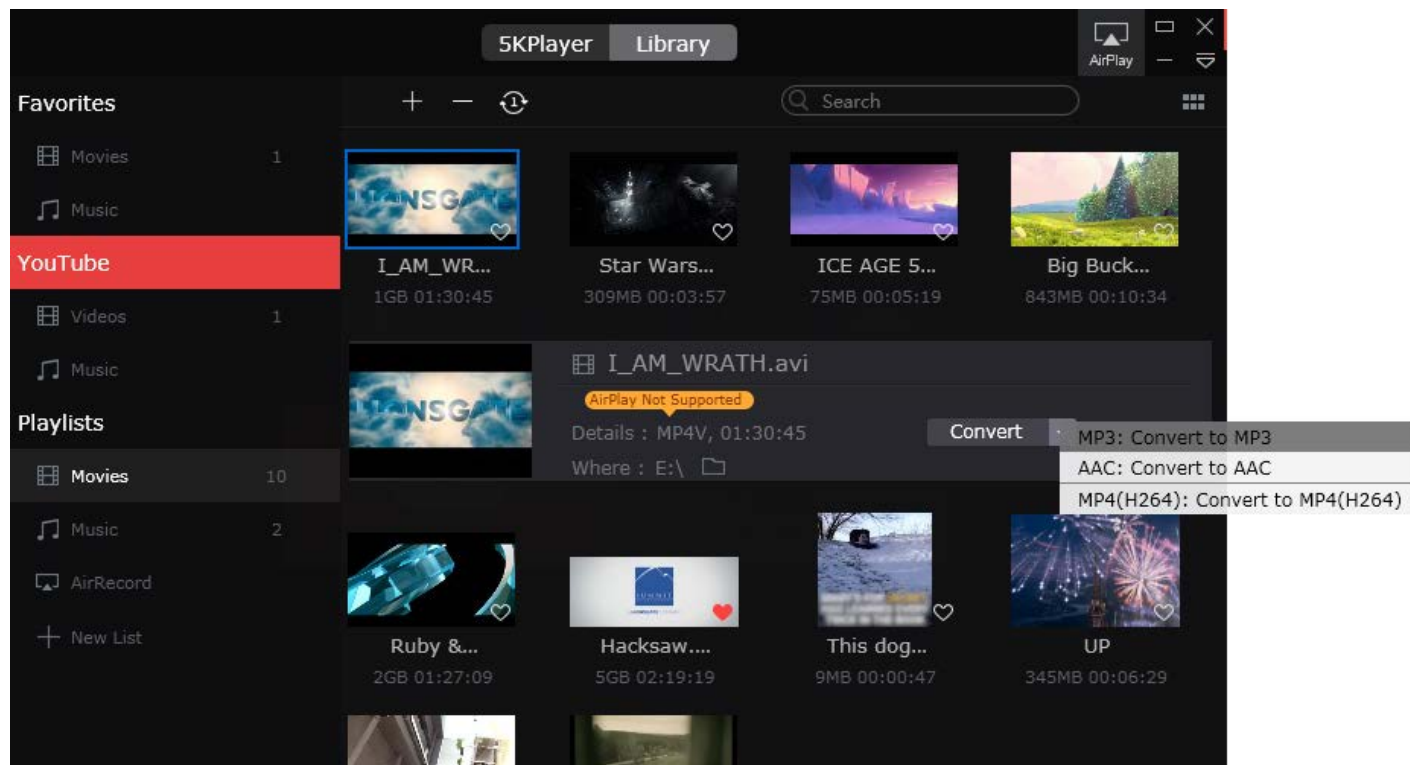 5KPlayer Library
AirPlay
Favorites
Search
Movies 1
Music
YouTube
Videos 1
Music
Playlists
Movies 10
Music 2
AirRecord
New List
LIONSGATE
I_AM_WR...
1GB 01:30:45
Star Wars...
309MB 00:03:57
ICE AGE 5...
75MB 00:05:19
Big Buck...
843MB 00:10:34
LIONSGATE
I_AM_WRATH.avi
AirPlay Not Supported
Details : MP4V, 01:30:45
Where : E:\
Convert
MP3: Convert to MP3
AAC: Convert to AAC
MP4(H264): Convert to MP4(H264)
SUMMIT
Ruby &...
2GB 01:27:09
Hacksaw....
5GB 02:19:19
This dog...
9MB 00:00:47
UP
345MB 00:06:29